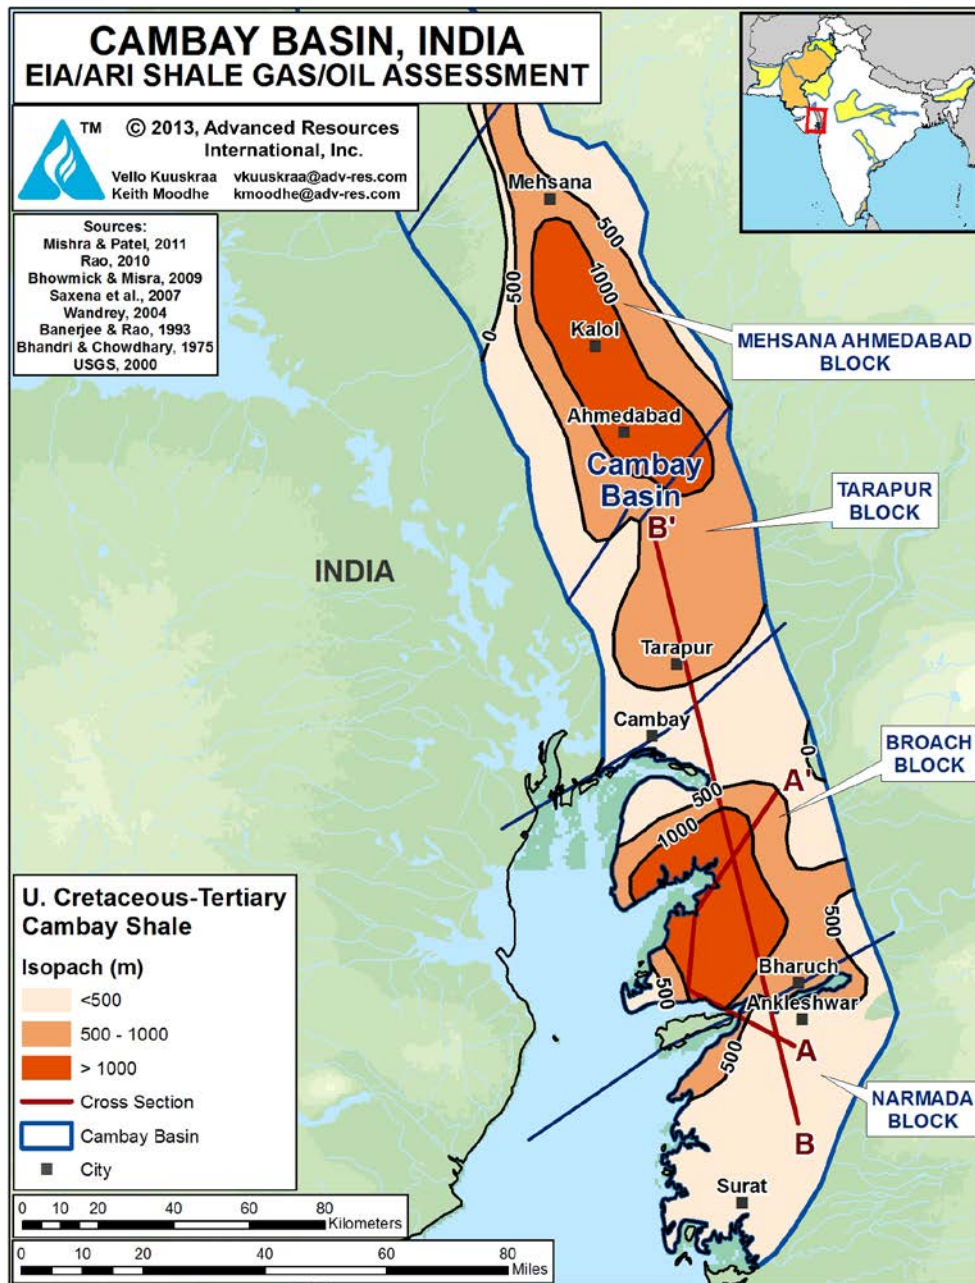 CAMBAY BASIN, INDIA
EIA/ARI SHALE GAS/OIL ASSESSMENT
TM
© 2013, Advanced Resources
International, Inc.
Vello Kuuskraa vkuuskraa@adv-res.com
Keith Moodhe kmoodhe@adv-res.com
Sources:
Mishra & Patel, 2011
Rao, 2010
Bhowmick & Misra, 2009
Saxena et al., 2007
Wandrey, 2004
Banerjee & Rao, 1993
Bhandri & Chowdhary, 1975
USGS, 2000
Mehsana
500
500
1000
0
Kalol
MEHSANA AHMEDABAD
BLOCK
Ahmedabad
Cambay
Basin
TARAPUR
BLOCK
B'
INDIA
Tarapur
Cambay
0
BROACH
BLOCK
A'
500
1000
500
Bharuch
500
Ankleshwar
A
500
NARMADA
BLOCK
B
Surat
U. Cretaceous-Tertiary
Cambay Shale
Isopach (m)
<500
500 - 1000
> 1000
Cross Section
Cambay Basin
City
0 10 20 40 60 80
Kilometers
0 10 20 40 60 80
Miles